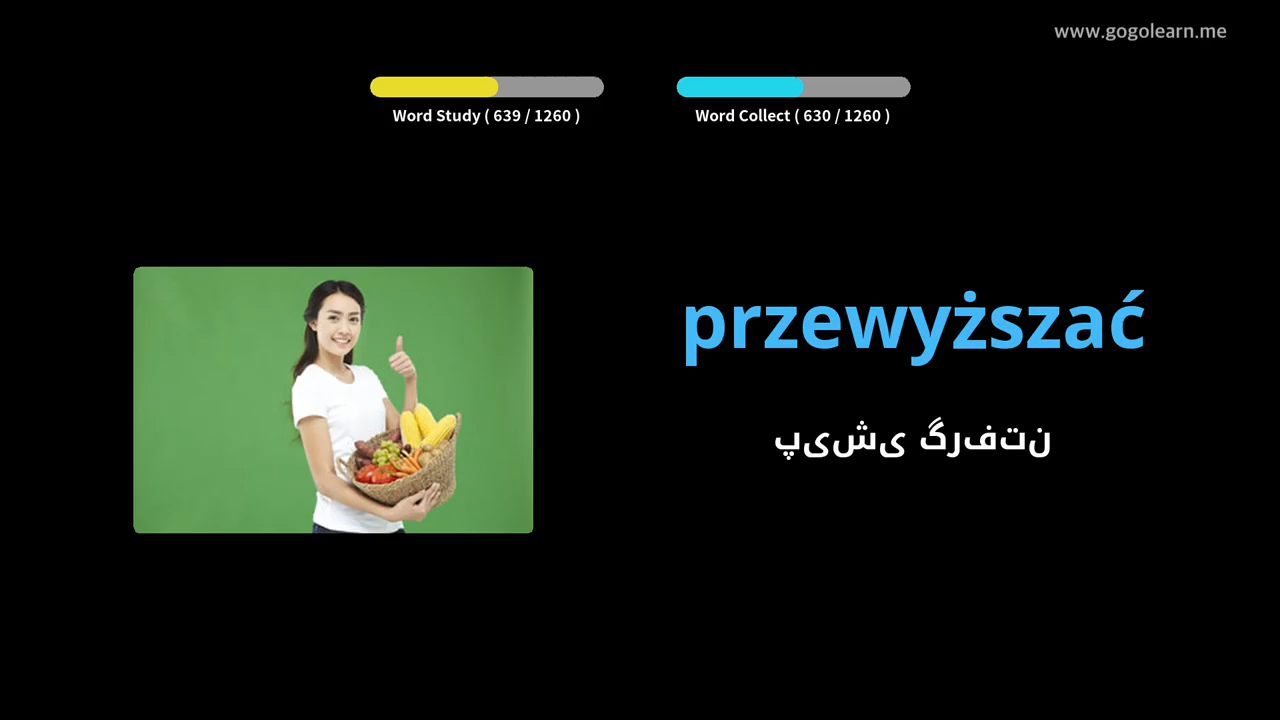 www.gogolearn.me
Word Study ( 639 / 1260 )
Word Collect ( 630 / 1260 )
przewyższać
پیشی گرفتن